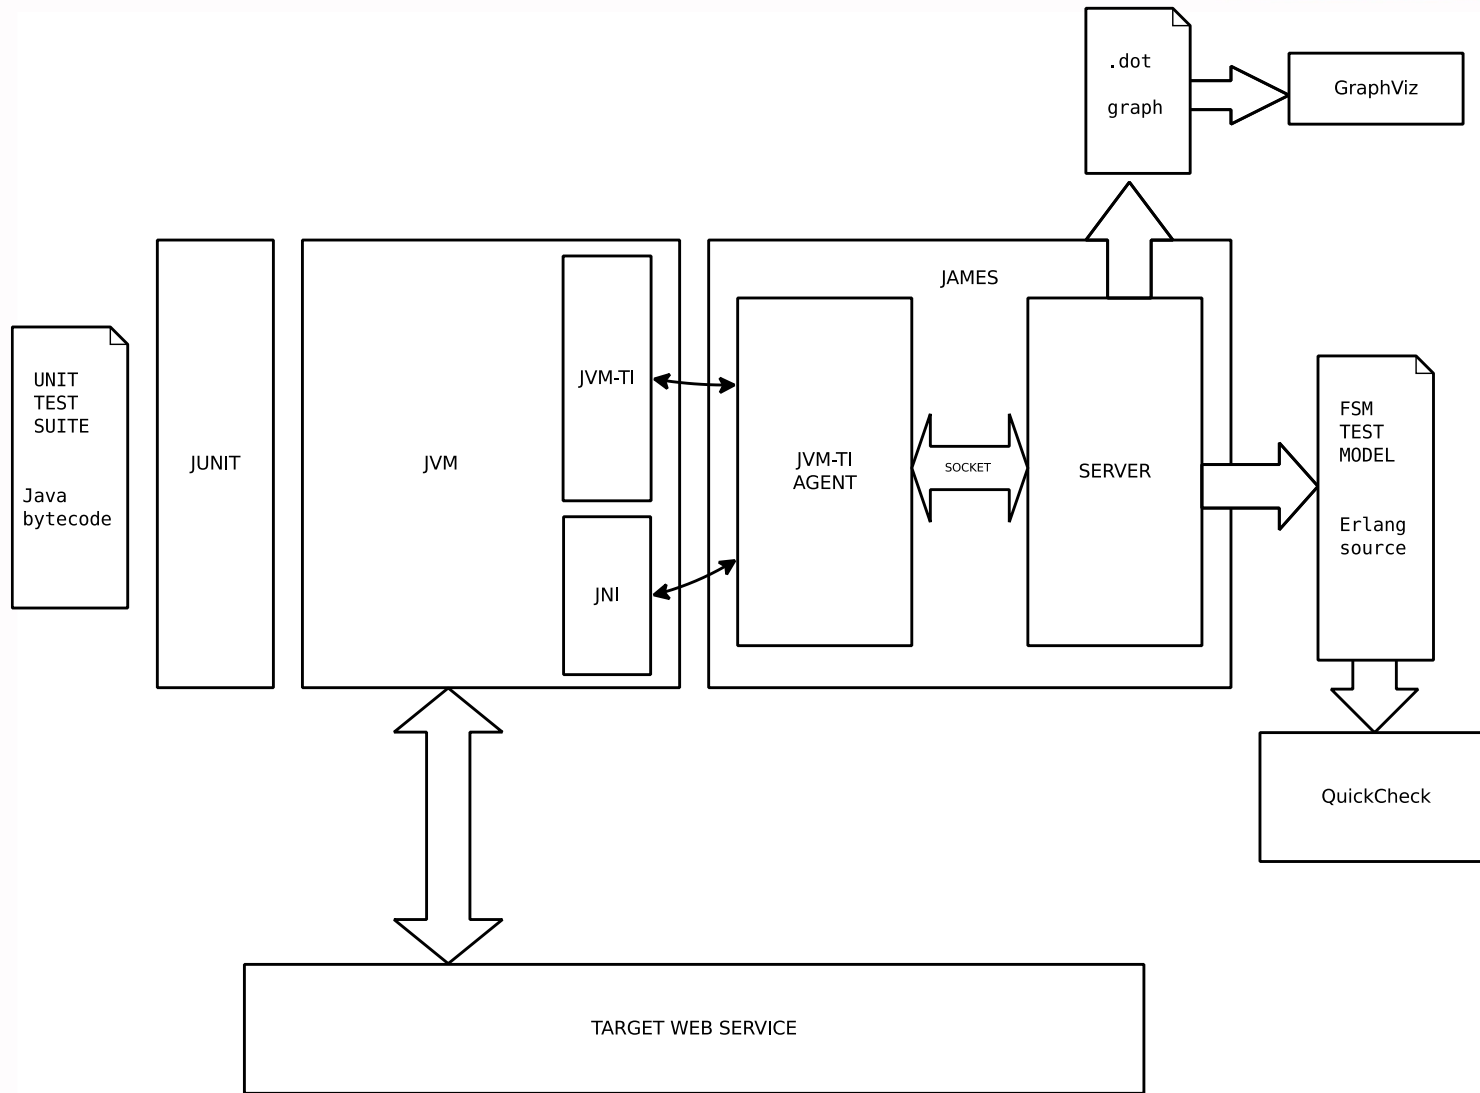 .dot
graph
GraphViz
JAMES
UNIT
TEST
SUITE
Java
bytecode
JUNIT
JVM
JVM-TI
JNI
JVM-TI
AGENT
SOCKET
SERVER
FSM
TEST
MODEL
Erlang
source
QuickCheck
TARGET WEB SERVICE